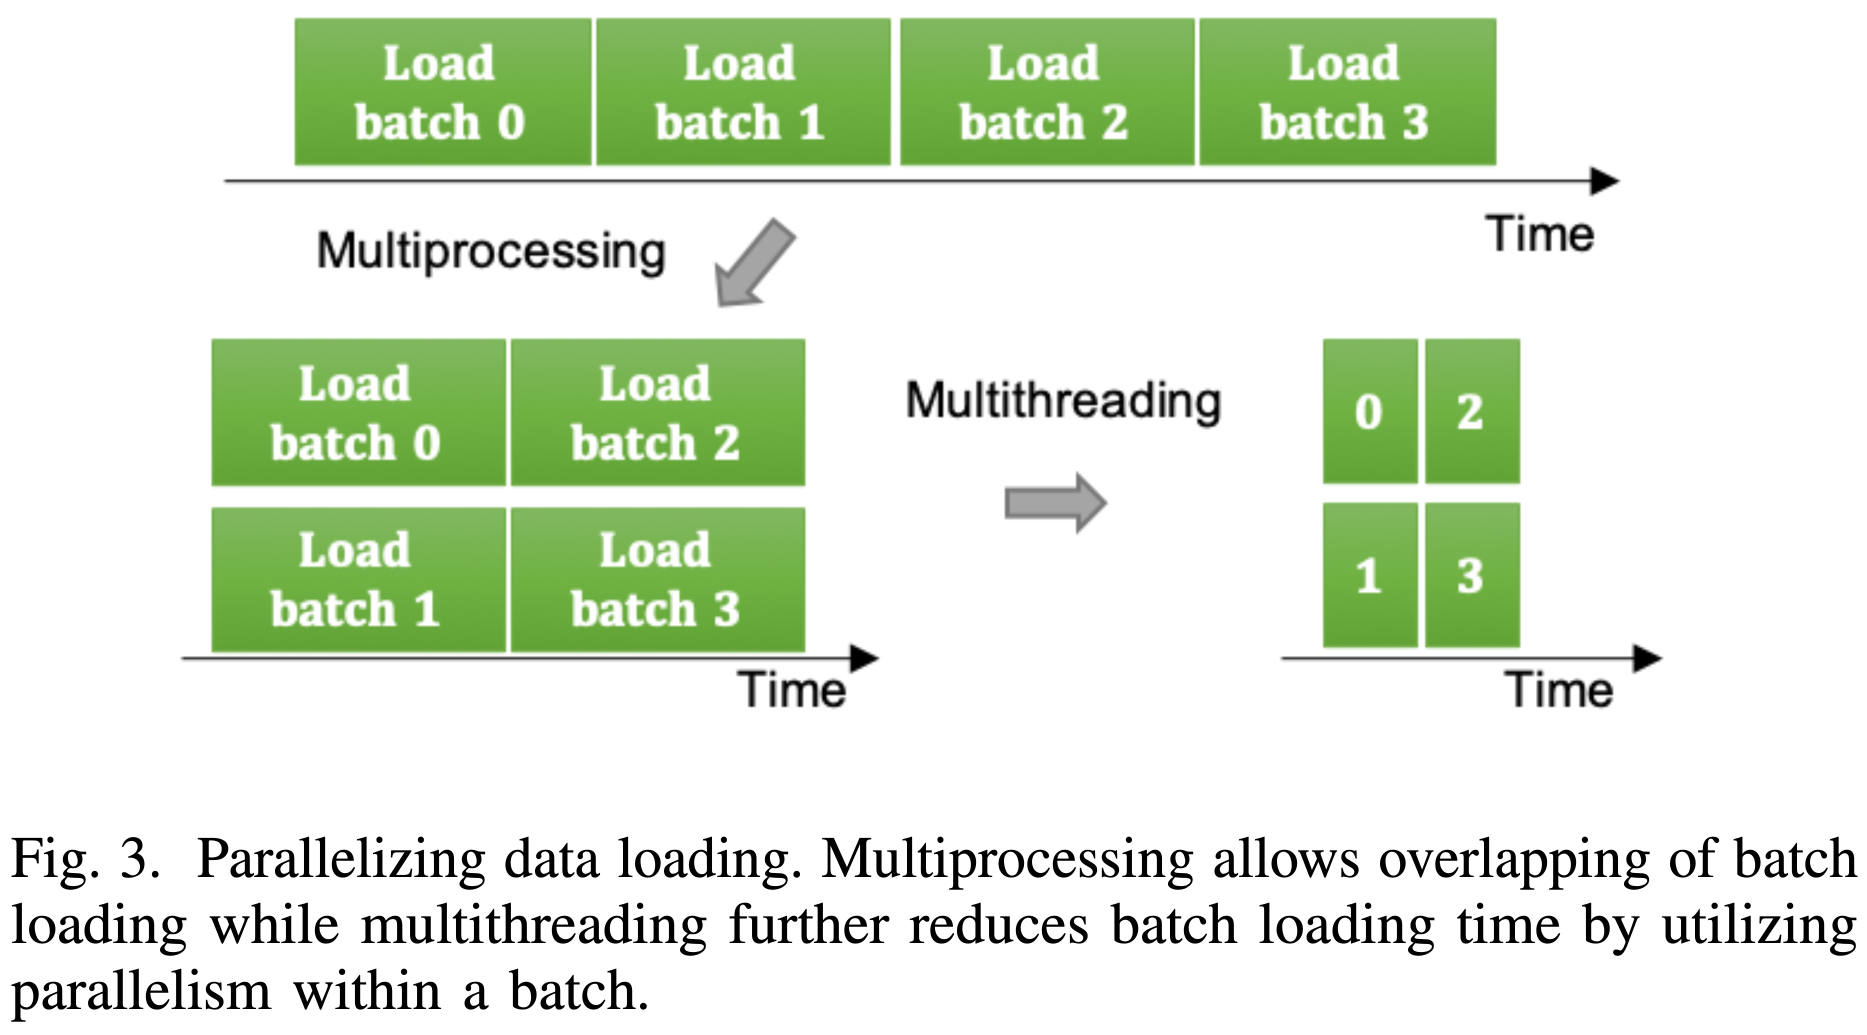 Load
batch 0
Load
batch 1
Load
batch 2
Load
batch 3
Time
Multiprocessing
Load
batch 0
Load
batch 2
Load
batch 1
Load
batch 3
Time
Multithreading
0
2
1
3
Time
Fig. 3. Parallelizing data loading. Multiprocessing allows overlapping of batch
loading while multithreading further reduces batch loading time by utilizing
parallelism within a batch.